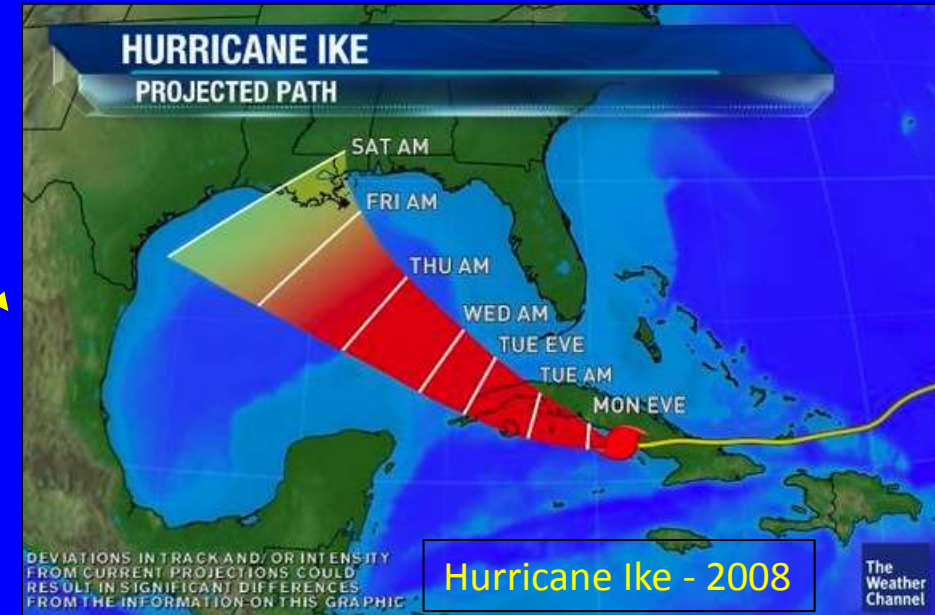 HURRICANE IKE
PROJECTED PATH
SAT AM
FRI AM
THU AM
WED AM
TUE EVE
TUE AM
MON EVE
DEVIATIONS IN TRACK AND/OR INTENSITY
FROM CURRENT PROJECTIONS COULD
RESULT IN SIGNIFICANT DIFFERENCES
FROM THE INFORMATION ON THIS GRAPHIC
Hurricane Ike - 2008
The
Weather
Channel